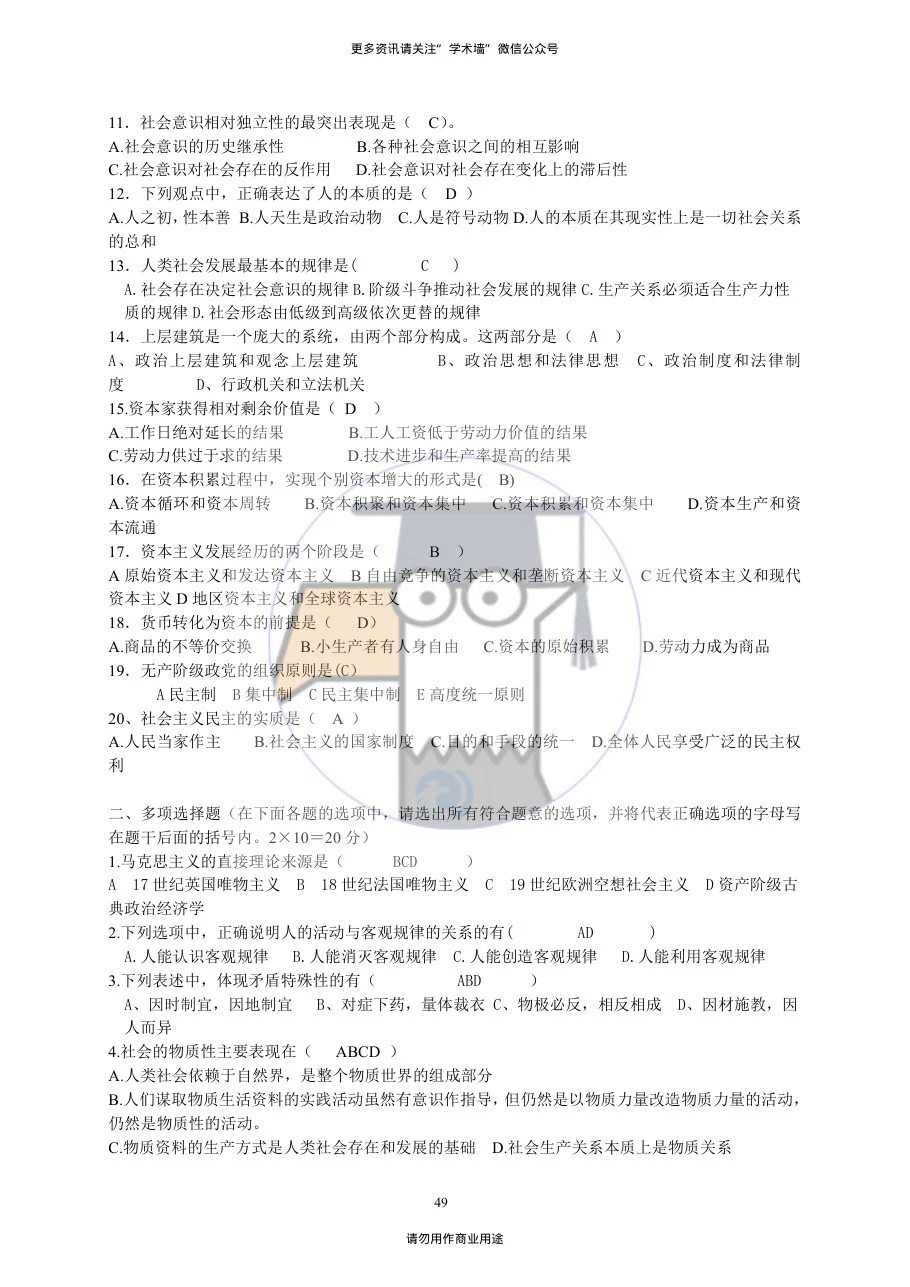 更多资讯请关注“学术墙”微信公众号
11．社会意识相对独立性的最突出表现是（ C）。
A.社会意识的历史继承性 B.各种社会意识之间的相互影响
C.社会意识对社会存在的反作用 D.社会意识对社会存在变化上的滞后性
12．下列观点中，正确表达了人的本质的是（ D ）
A.人之初，性本善 B.人天生是政治动物 C.人是符号动物 D.人的本质在其现实性上是一切社会关系
的总和
13．人类社会发展最基本的规律是( C )
A. 社会存在决定社会意识的规律 B. 阶级斗争推动社会发展的规律 C. 生产关系必须适合生产力性
质的规律 D. 社会形态由低级到高级依次更替的规律
14．上层建筑是一个庞大的系统，由两个部分构成。这两部分是（ A ）
A、政治上层建筑和观念上层建筑 B、政治思想和法律思想 C、政治制度和法律制
度 D、行政机关和立法机关
15.资本家获得相对剩余价值是（ D ）
A.工作日绝对延长的结果 B.工人工资低于劳动力价值的结果
C.劳动力供过于求的结果 D.技术进步和生产率提高的结果
16．在资本积累过程中，实现个别资本增大的形式是( B)
A.资本循环和资本周转 B.资本积聚和资本集中 C.资本积累和资本集中 D.资本生产和资
本流通
17．资本主义发展经历的两个阶段是（ B ）
A 原始资本主义和发达资本主义 B 自由竞争的资本主义和垄断资本主义 C 近代资本主义和现代
资本主义 D 地区资本主义和全球资本主义
18．货币转化为资本的前提是（ D）
A.商品的不等价交换 B.小生产者有人身自由 C.资本的原始积累 D.劳动力成为商品
19．无产阶级政党的组织原则是(C）
A 民主制 B 集中制 C 民主集中制 E 高度统一原则
20、社会主义民主的实质是（ A ）
A.人民当家作主 B.社会主义的国家制度 C.目的和手段的统一 D.全体人民享受广泛的民主权
利
二、多项选择题（在下面各题的选项中，请选出所有符合题意的选项，并将代表正确选项的字母写
在题干后面的括号内。2×10＝20 分）
1.马克思主义的直接理论来源是（ BCD ）
A 17 世纪英国唯物主义 B 18 世纪法国唯物主义 C 19 世纪欧洲空想社会主义 D 资产阶级古
典政治经济学
2.下列选项中，正确说明人的活动与客观规律的关系的有( AD )
A. 人能认识客观规律 B. 人能消灭客观规律 C. 人能创造客观规律 D. 人能利用客观规律
3.下列表述中，体现矛盾特殊性的有（ ABD ）
A、因时制宜，因地制宜 B、对症下药，量体裁衣 C、物极必反，相反相成 D、因材施教，因
人而异
4.社会的物质性主要表现在（ ABCD ）
A.人类社会依赖于自然界，是整个物质世界的组成部分
B.人们谋取物质生活资料的实践活动虽然有意识作指导，但仍然是以物质力量改造物质力量的活动，
仍然是物质性的活动。
C.物质资料的生产方式是人类社会存在和发展的基础 D.社会生产关系本质上是物质关系
49
请勿用作商业用途